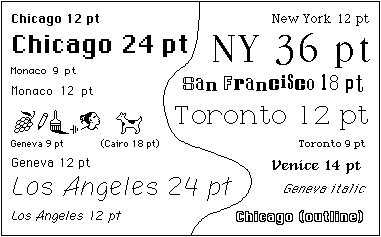 Chicago 12 pt
Chicago 24 pt
Monaco 9 pt
Monaco 12 pt
Geneva 9 pt
(Cairo 18 pt)
Geneva 12 pt
Los Angeles 24 pt
Los Angeles 12 pt
New York 12 pt
NY 36 pt
San Francisco 18 pt
Toronto 12 pt
Toronto 9 pt
Venice 14 pt
Geneva italic
Chicago (outline)